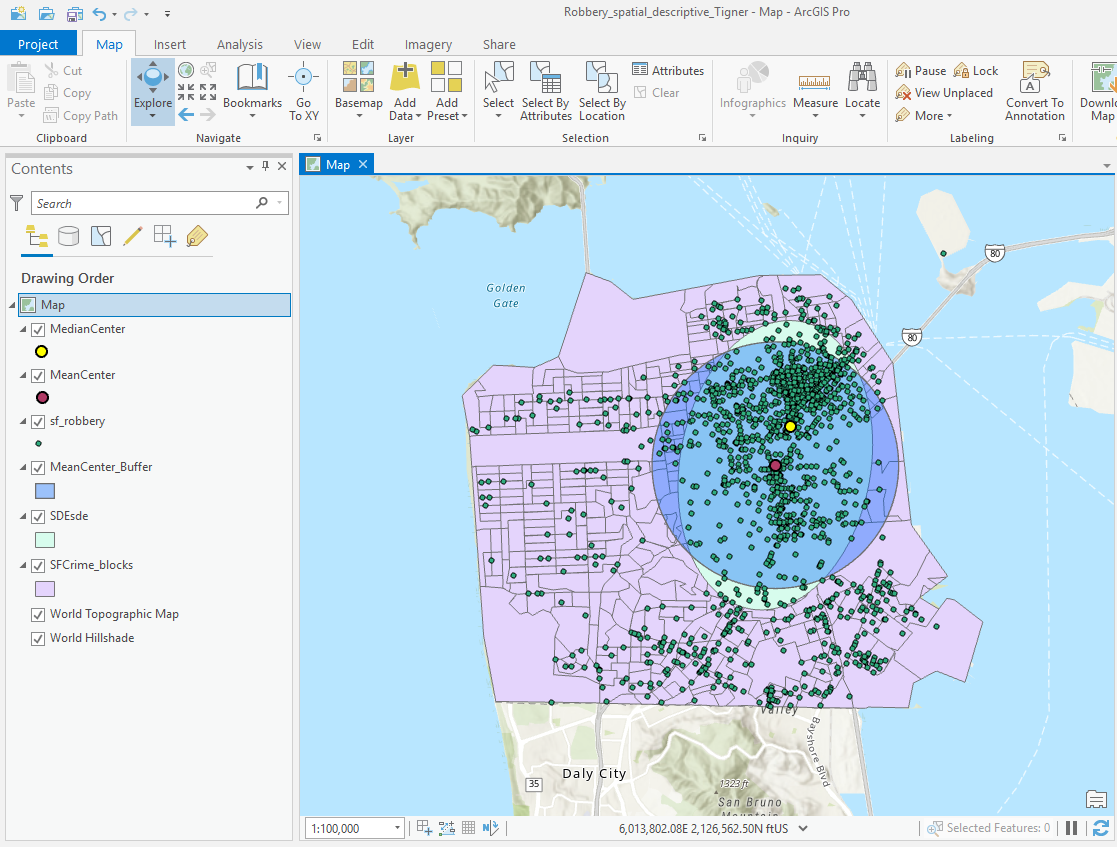 Robbery_spatial_descriptive_Tigner - Map - ArcGIS Pro
Project Map Insert Analysis View Edit Imagery Share
Paste
Cut
Copy
Copy Path
Clipboard
Explore
Bookmarks
Go To XY
Navigate
Basemap
Add Data
Add Preset
Layer
Select
Select By Attributes
Select By Location
Attributes
Clear
Selection
Infographics
Measure
Locate
Inquiry
Pause
Lock
View Unplaced
More
Convert To Annotation
Labeling
Downlo
Map
Contents
Search
Drawing Order
Map
MedianCenter
MeanCenter
sf_robbery
MeanCenter_Buffer
SDEsde
SFCrime_blocks
World Topographic Map
World Hillshade
Map
Golden
Gate
80
80
Valley
Bayshore Blvd
Daly City
35
1323 ft
San Bruno
Mountain
1:100,000
6,013,802.08E 2,126,562.50N ftUS
Selected Features: 0